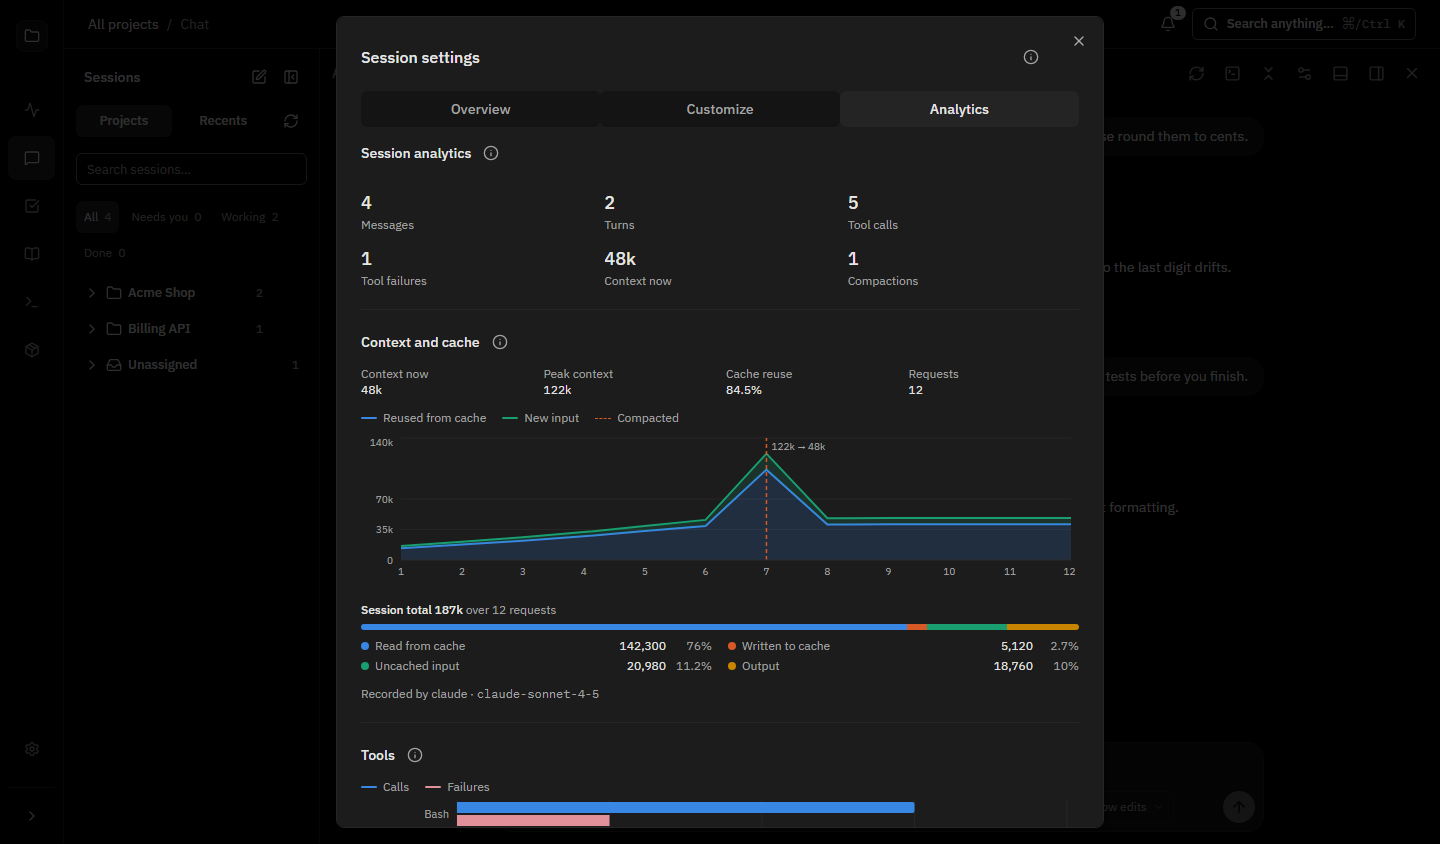 All projects / Chat
1
Search anything... ⌘/Ctrl K
Sessions
Projects
Recents
Search sessions...
All 4
Needs you 0
Working 2
Done 0
Acme Shop 2
Billing API 1
Unassigned 1
se round them to cents.
o the last digit drifts.
tests before you finish.
t formatting.
ow edits
Session settings
Overview
Customize
Analytics
Session analytics
4
Messages
2
Turns
5
Tool calls
1
Tool failures
48k
Context now
1
Compactions
Context and cache
Context now
48k
Peak context
122k
Cache reuse
84.5%
Requests
12
Reused from cache
New input
Compacted
140k
122k → 48k
70k
35k
0
1 2 3 4 5 6 7 8 9 10 11 12
Session total 187k over 12 requests
Read from cache 142,300 76%
Written to cache 5,120 2.7%
Uncached input 20,980 11.2%
Output 18,760 10%
Recorded by claude · claude-sonnet-4-5
Tools
Calls
Failures
Bash